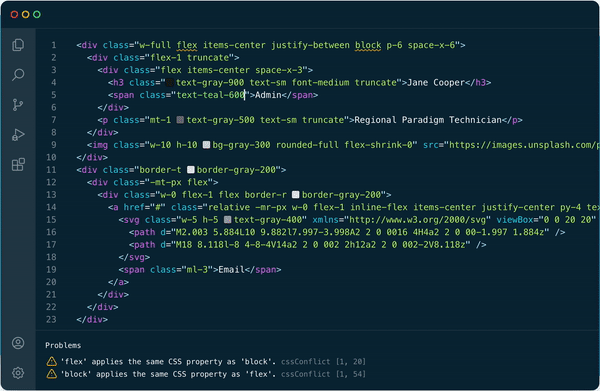 1 <div class="w-full flex items-center justify-between block p-6 space-x-6">
2 <div class="flex-1 truncate">
3 <div class="flex items-center space-x-3">
4 <h3 class="text-gray-900 text-sm font-medium truncate">Jane Cooper</h3>
5 <span class="text-teal-600">Admin</span>
6 </div>
7 <p class="mt-1 text-gray-500 text-sm truncate">Regional Paradigm Technician</p>
8 </div>
9 <img class="w-10 h-10 bg-gray-300 rounded-full flex-shrink-0" src="https://images.unsplash.com/p
10 </div>
11 <div class="border-t border-gray-200">
12 <div class="-mt-px flex">
13 <div class="w-0 flex-1 flex border-r border-gray-200">
14 <a href="#" class="relative -mr-px w-0 flex-1 inline-flex items-center justify-center py-4 tex
15 <svg class="w-5 h-5 text-gray-400" xmlns="http://www.w3.org/2000/svg" viewBox="0 0 20 20"
16 <path d="M2.003 5.884L10 9.882l7.997-3.998A2 2 0 0016 4H4a2 2 0 00-1.997 1.884z" />
17 <path d="M18 8.118l-8 4-8-4V14a2 2 0 002 2h12a2 2 0 002-2V8.118z" />
18 </svg>
19 <span class="ml-3">Email</span>
20 </a>
21 </div>
22 </div>
23 </div>
Problems
'flex' applies the same CSS property as 'block'. cssConflict [1, 20]
'block' applies the same CSS property as 'flex'. cssConflict [1, 54]